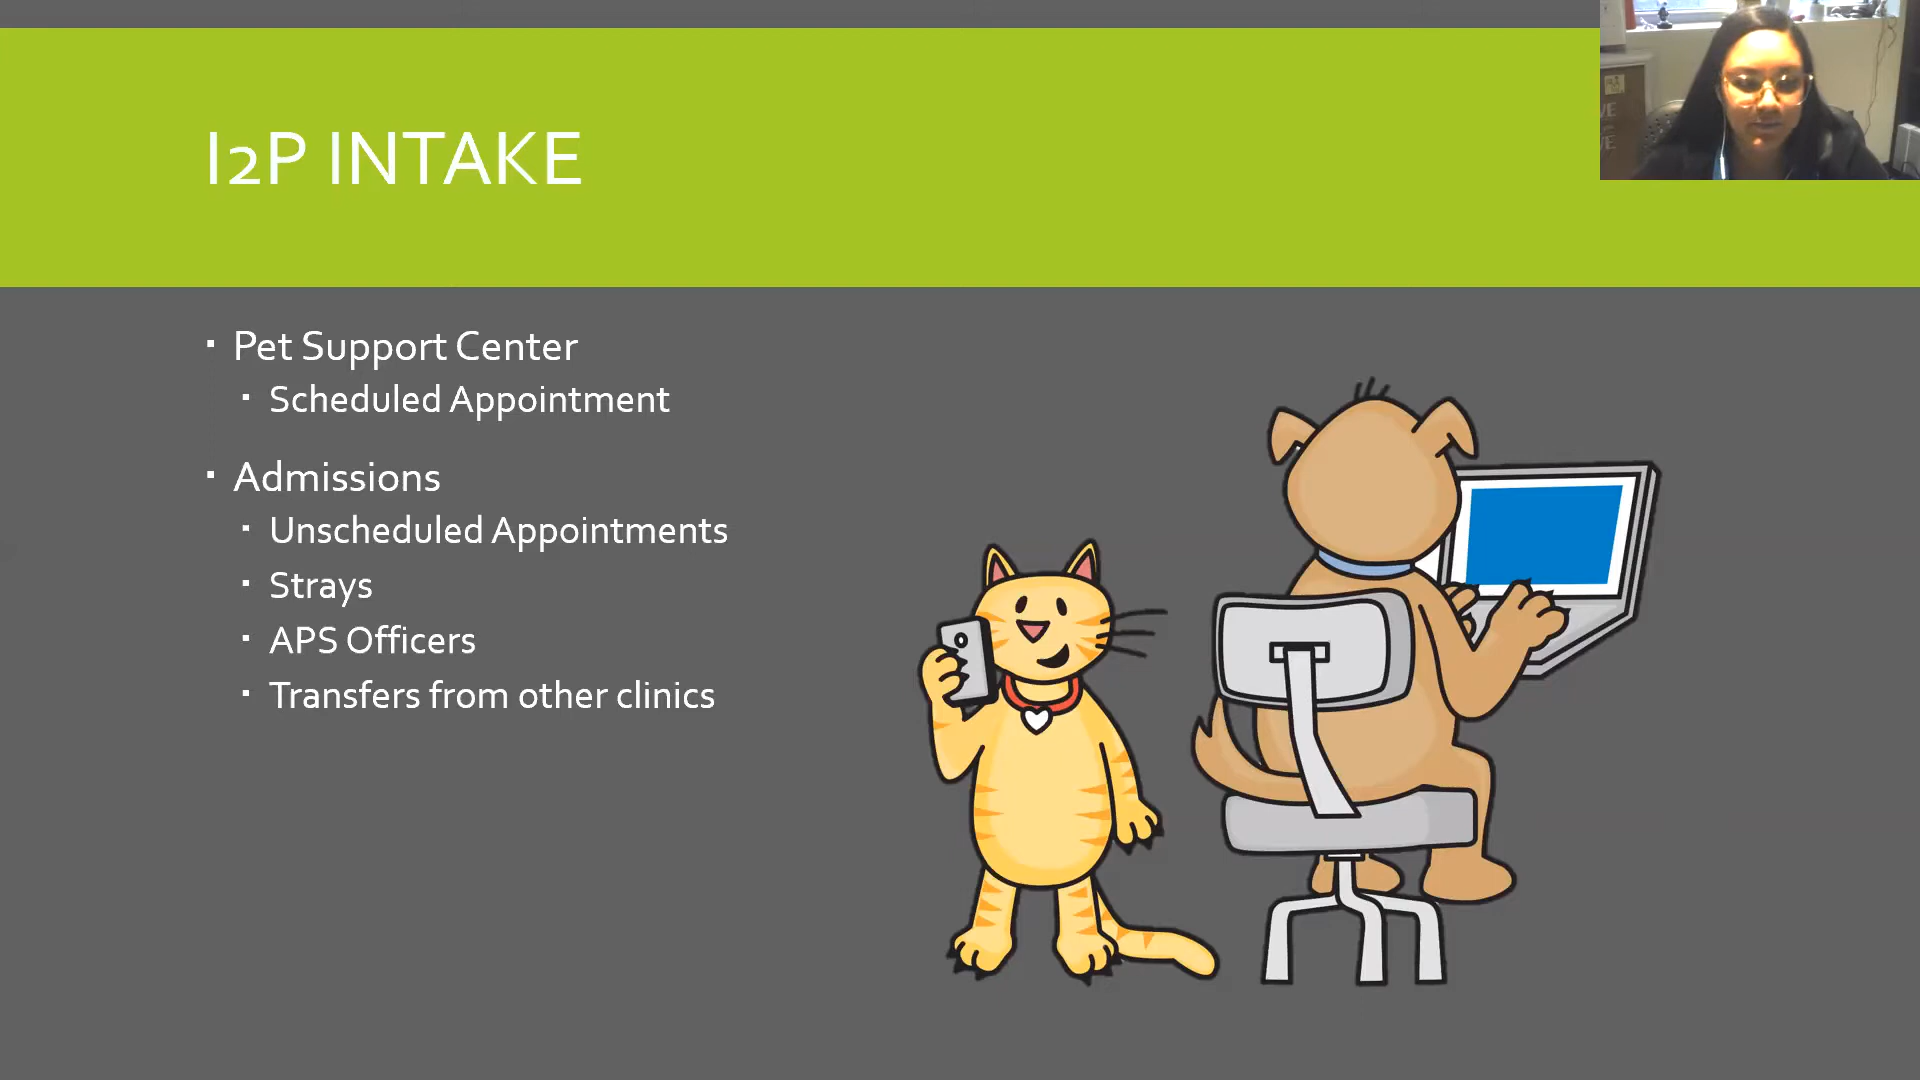 I2P INTAKE
Pet Support Center
Scheduled Appointment
Admissions
Unscheduled Appointments
Strays
APS Officers
Transfers from other clinics